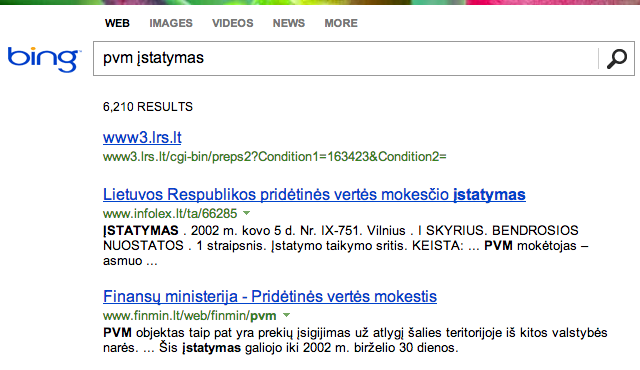 WEB IMAGES VIDEOS NEWS MORE
bing pvm įstatymas
6,210 RESULTS
www3.lrs.lt
www3.lrs.lt/cgi-bin/preps2?Condition1=163423&Condition2=
Lietuvos Respublikos pridėtinės vertės mokesčio įstatymas
www.infolex.lt/ta/66285
ĮSTATYMAS . 2002 m. kovo 5 d. Nr. IX-751. Vilnius . I SKYRIUS. BENDROSIOS
NUOSTATOS . 1 straipsnis. Įstatymo taikymo sritis. KEISTA: ... PVM mokėtojas –
asmuo ...
Finansų ministerija - Pridėtinės vertės mokestis
www.finmin.lt/web/finmin/pvm
PVM objektas taip pat yra prekių įsigijimas už atlygį šalies teritorijoje iš kitos valstybės
narės. ... Šis įstatymas galiojo iki 2002 m. birželio 30 dienos.